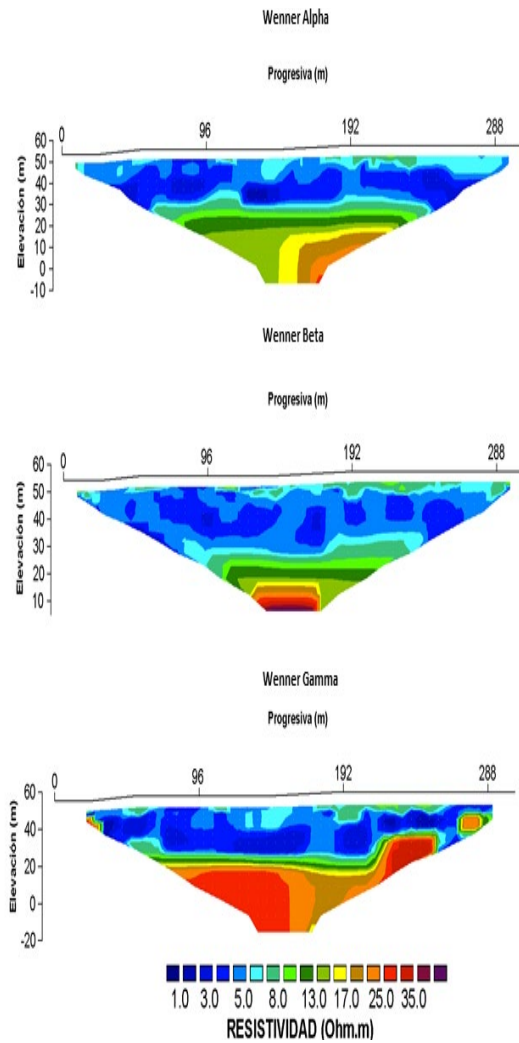 Wenner Alpha
Progresiva (m)
0 96 192 288
Elevación (m)
60
50
40
30
20
10
0
-10
Wenner Beta
Progresiva (m)
0 96 192 288
Elevación (m)
60
50
40
30
20
10
Wenner Gamma
Progresiva (m)
0 96 192 288
Elevación (m)
60
40
20
0
-20
1.0 3.0 5.0 8.0 13.0 17.0 25.0 35.0
RESISTIVIDAD (Ohm.m)